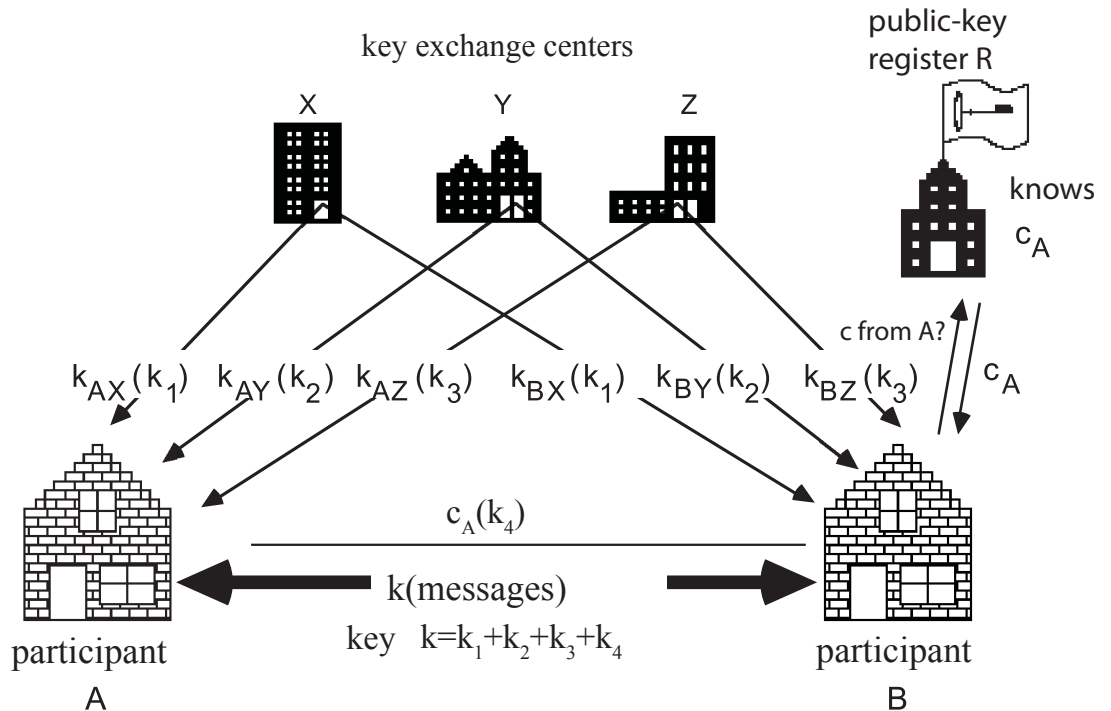 key exchange centers
public-key
register R
X
Y
Z
knows
c_A
c from A?
c_A
k_AX(k_1)
k_AY(k_2)
k_AZ(k_3)
k_BX(k_1)
k_BY(k_2)
k_BZ(k_3)
c_A(k_4)
k(messages)
key k=k_1+k_2+k_3+k_4
participant
A
participant
B